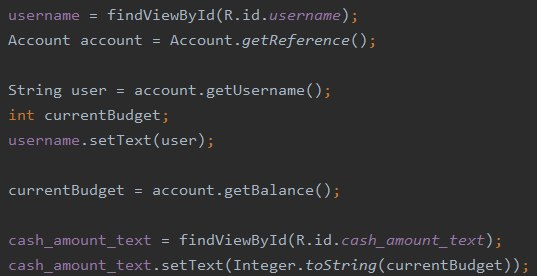 username = findViewById(R.id.username);
Account account = Account.getReference();
String user = account.getUsername();
int currentBudget;
username.setText(user);
currentBudget = account.getBalance();
cash_amount_text = findViewById(R.id.cash_amount_text);
cash_amount_text.setText(Integer.toString(currentBudget));